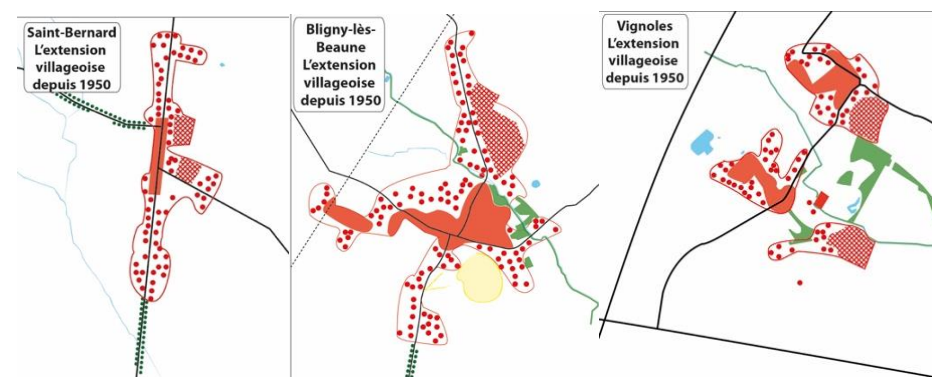 Saint-Bernard
L'extension
villageoise
depuis 1950
Bligny-lès-
Beaune
L'extension
villageoise
depuis 1950
Vignoles
L'extension
villageoise
depuis 1950